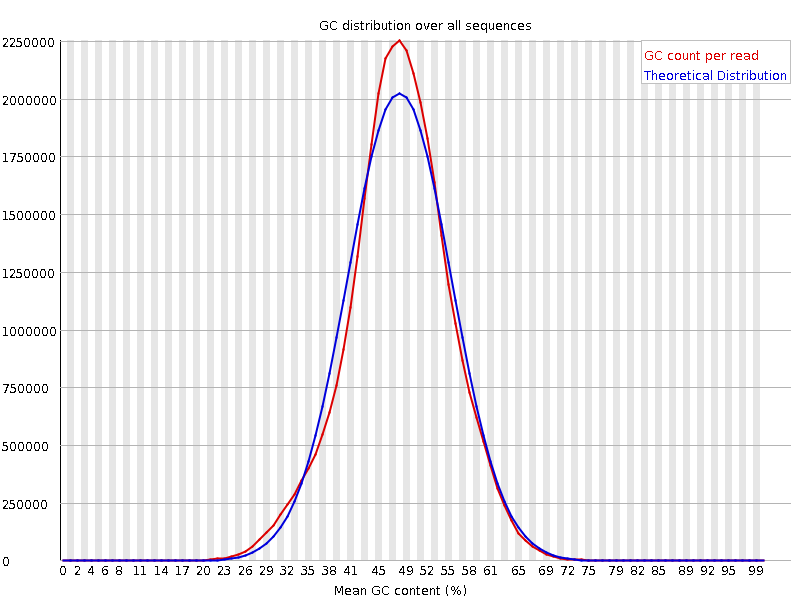 GC distribution over all sequences
GC count per read
Theoretical Distribution
2250000
2000000
1750000
1500000
1250000
1000000
750000
500000
250000
0
0 2 4 6 8 11 14 17 20 23 26 29 32 35 38 41 45 49 52 55 58 61 65 69 72 75 79 82 85 89 92 95 99
Mean GC content (%)